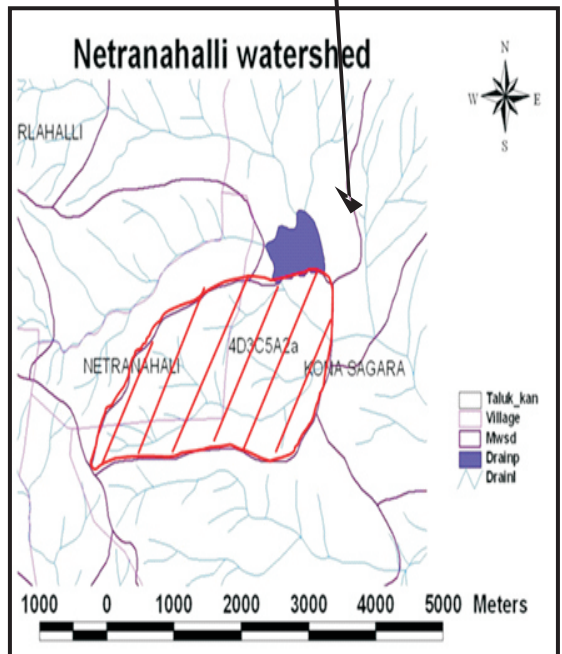 Netranahalli watershed
N
W E
S
RLAHALLI
4D3C5A2a
NETRANAHALI
KONA SAGARA
Taluk_kan
Village
Mwsd
Drainp
Drainl
1000 0 1000 2000 3000 4000 5000 Meters